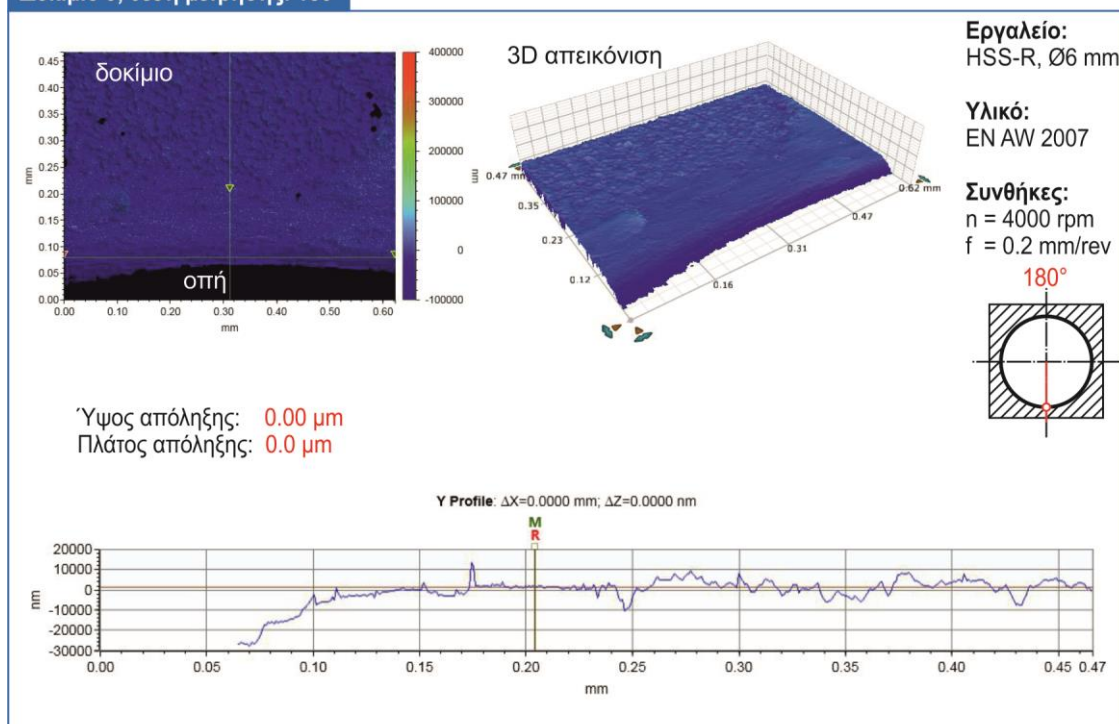 δοκίμιο
οπή
mm
0.45
0.40
0.35
0.30
0.25
0.20
0.15
0.10
0.05
0.00
0.00 0.10 0.20 0.30 0.40 0.50 0.60
mm
400000
300000
200000
100000
0
-100000
nm
3D απεικόνιση
0.47 mm
0.35
0.23
0.12
0.16
0.31
0.47
0.62 mm
Εργαλείο:
HSS-R, Ø6 mm
Υλικό:
EN AW 2007
Συνθήκες:
n = 4000 rpm
f = 0.2 mm/rev
180°
Ύψος απόληξης: 0.00 μm
Πλάτος απόληξης: 0.0 μm
Y Profile: ΔX=0.0000 mm; ΔZ=0.0000 nm
M
R
nm
20000
10000
0
-10000
-20000
-30000
0.00 0.05 0.10 0.15 0.20 0.25 0.30 0.35 0.40 0.45 0.47
mm